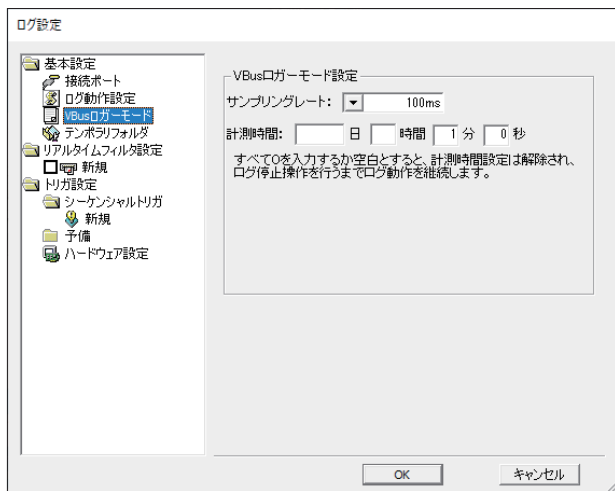 ログ設定
基本設定
接続ポート
ログ動作設定
VBusロガーモード
テンポラリフォルダ
リアルタイムフィルタ設定
新規
トリガ設定
シーケンシャルトリガ
新規
予備
ハードウェア設定
VBusロガーモード設定
サンプリングレート： 100ms
計測時間: 日 時間 1 分 0 秒
すべて0を入力するか空白とすると、計測時間設定は解除され、
ログ停止操作を行うまでログ動作を継続します。
OK キャンセル